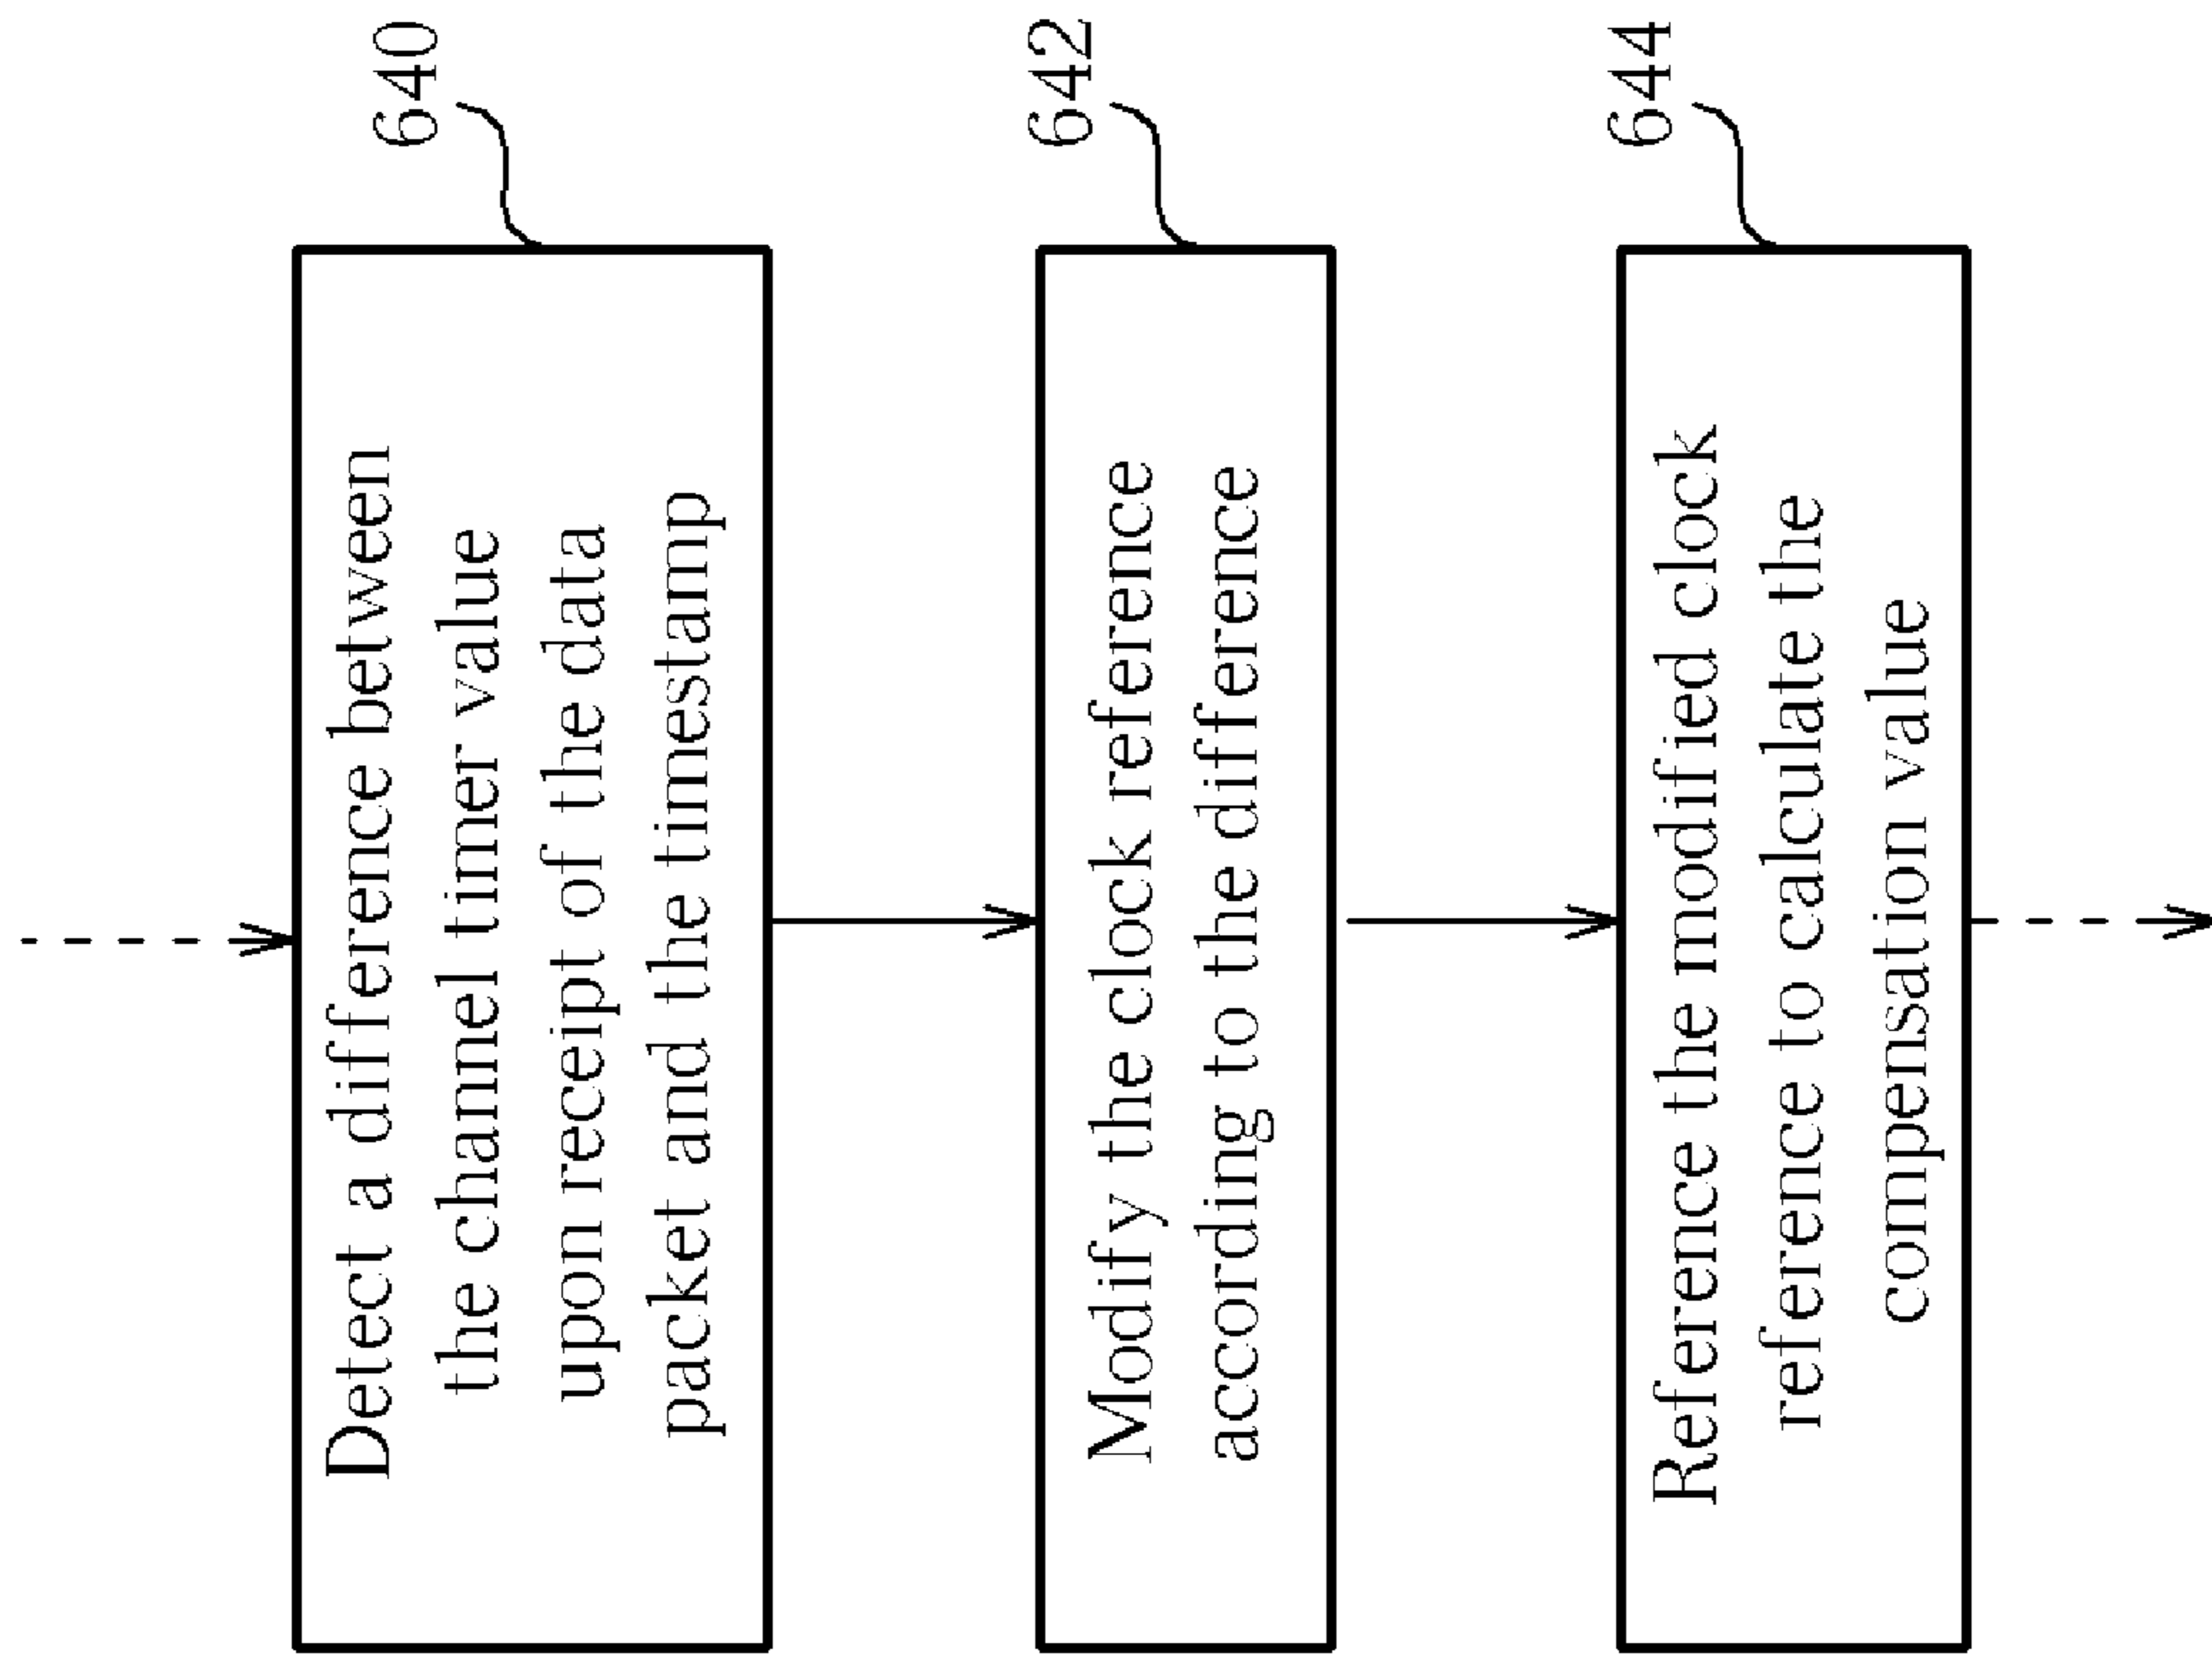 640
Detect a difference between
the channel timer value
upon receipt of the data
packet and the timestamp
642
Modify the clock reference
according to the difference
644
Reference the modified clock
reference to calculate the
compensation value